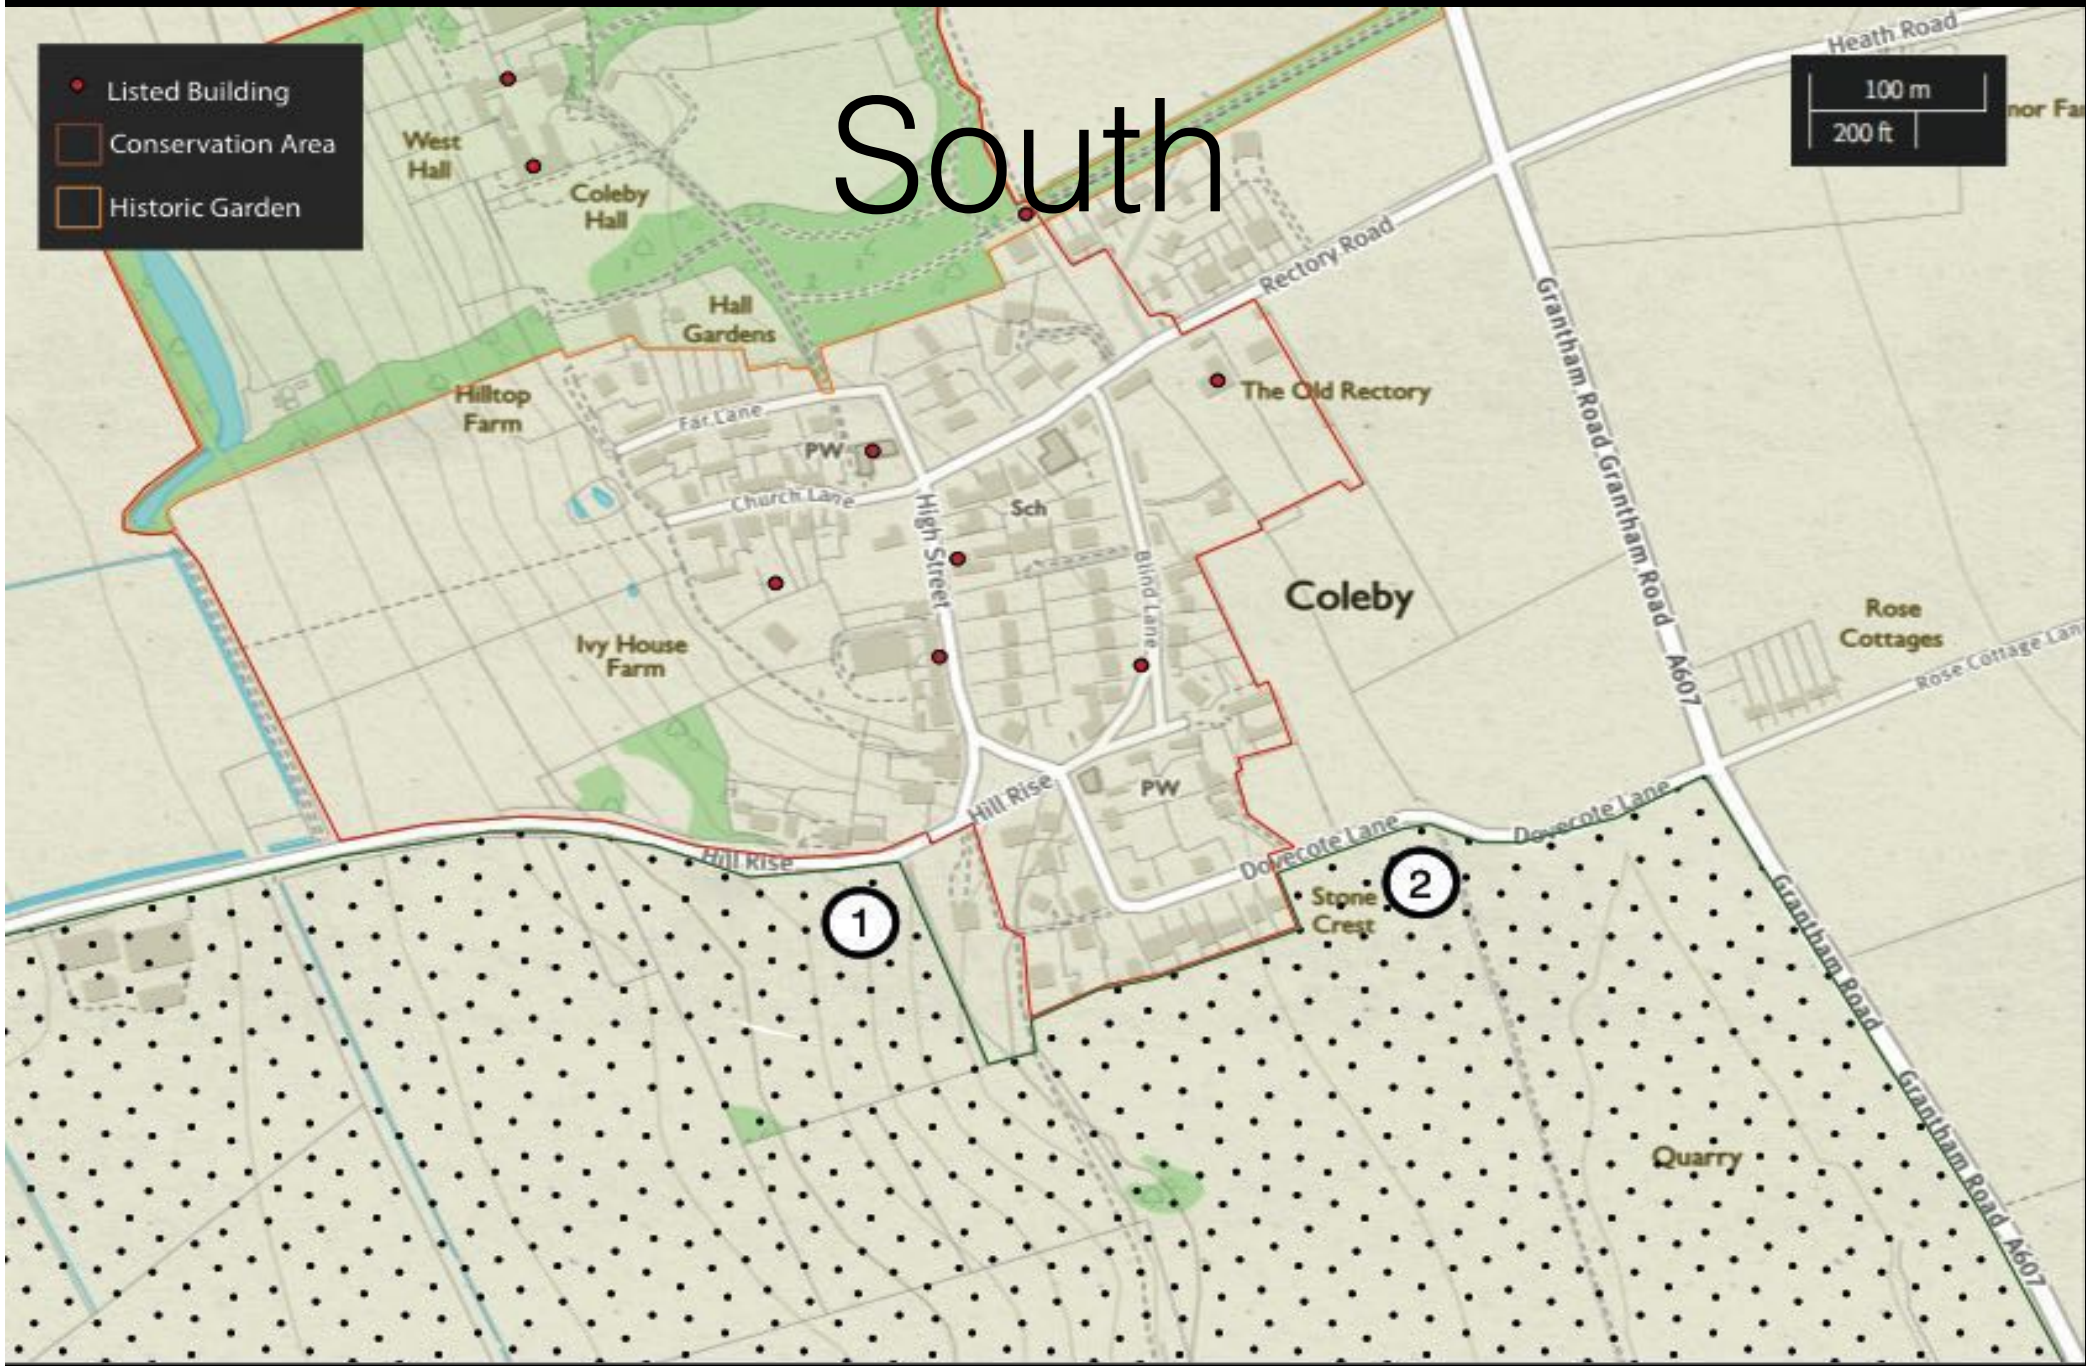 South
Listed Building
Conservation Area
Historic Garden
Heath Road
100 m
200 ft
nor Far
West
Hall
Coleby
Hall
Rectory Road
Hall
Gardens
Hilltop
Farm
Far Lane
The Old Rectory
PW
Church Lane
Sch
High Street
Blind Lane
Grantham Road
Grantham Road
A607
Coleby
Rose
Cottages
Rose Cottage Lan
Ivy House
Farm
Hill Rise
PW
Hill Rise
Dovecote Lane
Dovecote Lane
Stone
Crest
1
2
Grantham Road
Quarry
Grantham Road
A607